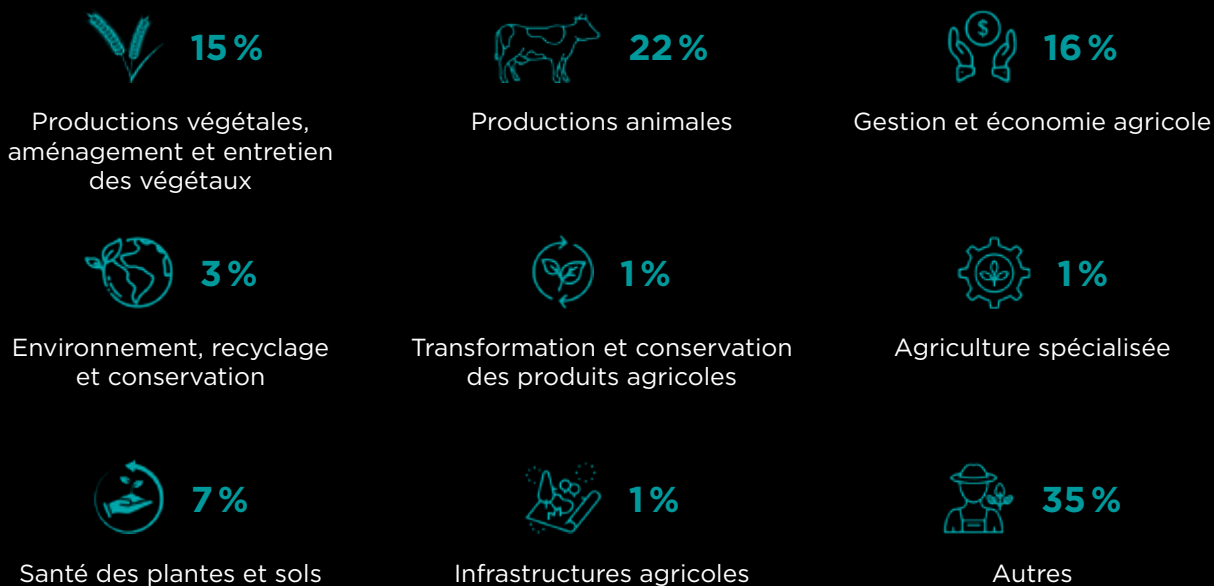 15 %
Productions végétales,
aménagement et entretien
des végétaux
22 %
Productions animales
$
16 %
Gestion et économie agricole
3 %
Environnement, recyclage
et conservation
1 %
Transformation et conservation
des produits agricoles
1 %
Agriculture spécialisée
7 %
Santé des plantes et sols
1 %
Infrastructures agricoles
35 %
Autres